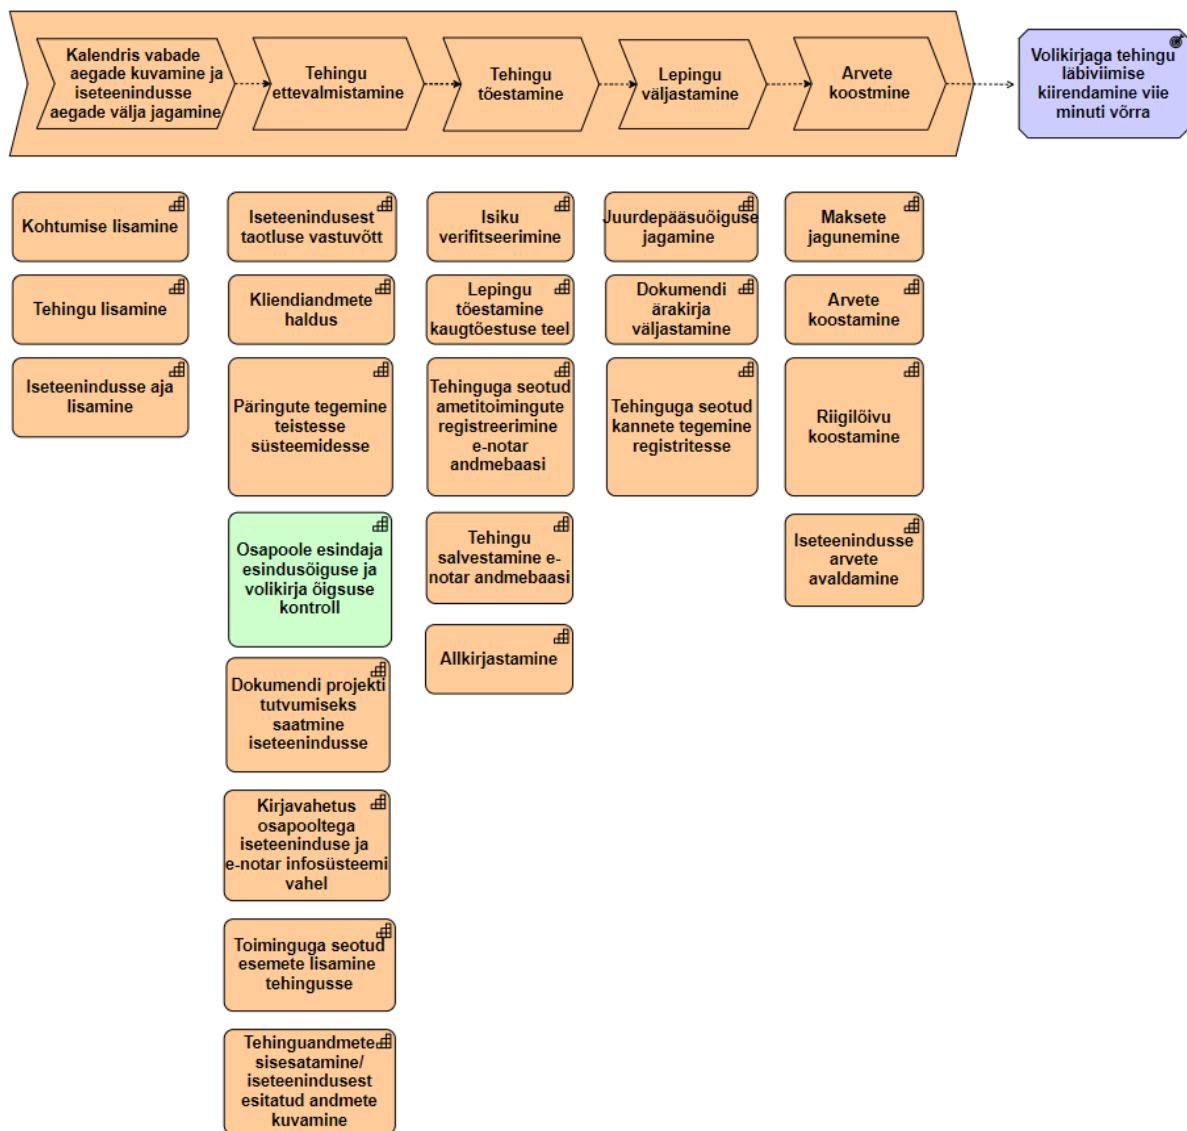 Kalendris vabade
aegade kuvamine ja
iseteenindusse
aegade välja jagamine
Tehingu
ettevalmistamine
Tehingu
tõestamine
Lepingu
väljastamine
Arvete
koostmine
Volikirjaga tehingu
läbiviimise
kiirendamine viie
minuti võrra
Kohtumise lisamine
Tehingu lisamine
Iseteenindusse aja
lisamine
Iseteenindusest
taotluse vastuvõtt
Kliendiandmete
haldus
Päringute tegemine
teistesse
süsteemidesse
Osapoole esindaja
esindusõiguse ja
volikirja õigsuse
kontroll
Dokumendi projekti
tutvumiseks
saatmine
iseteenindusse
Kirjavahetus
osapooltega
iseteeninduse ja
e-notar infosüsteemi
vahel
Toiminguga seotud
esemete lisamine
tehingusse
Tehinguandmete
sisesatamine/
iseteenindusest
esitatud andmete
kuvamine
Isiku
verifitseerimine
Lepingu
tõestamine
kaugtõestuse teel
Tehinguga seotud
ametitoimingute
registreerimine
e-notar
andmebaasi
Tehingu
salvestamine e-
notar andmebaasi
Allkirjastamine
Juurdepääsuõiguse
jagamine
Dokumendi
ärakirja
väljastamine
Tehinguga seotud
kannete tegemine
registritesse
Maksete
jagunemine
Arvete
koostamine
Riigilõivu
koostamine
Iseteenindusse
arvete
avaldamine